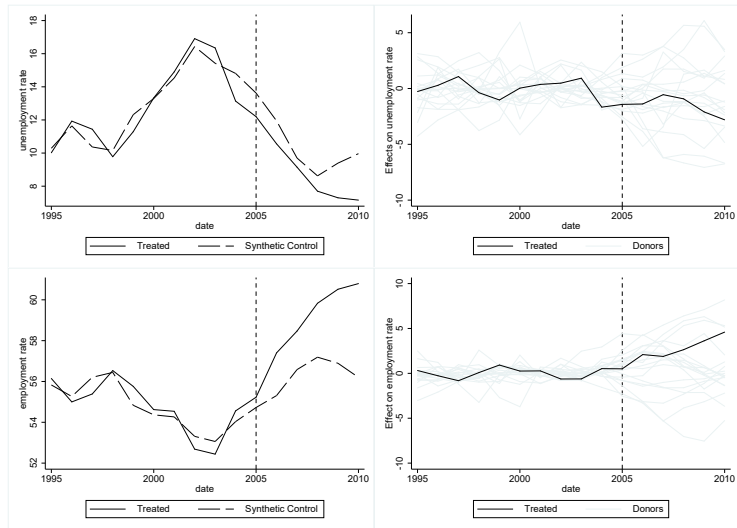 unemployment rate
18
16
14
12
10
8
1995 2000 2005 2010
date
Treated Synthetic Control
Effects on unemployment rate
5
0
-5
-10
1995 2000 2005 2010
date
Treated Donors
employment rate
60
58
56
54
52
1995 2000 2005 2010
date
Treated Synthetic Control
Effect on employment rate
10
5
0
-5
-10
1995 2000 2005 2010
date
Treated Donors